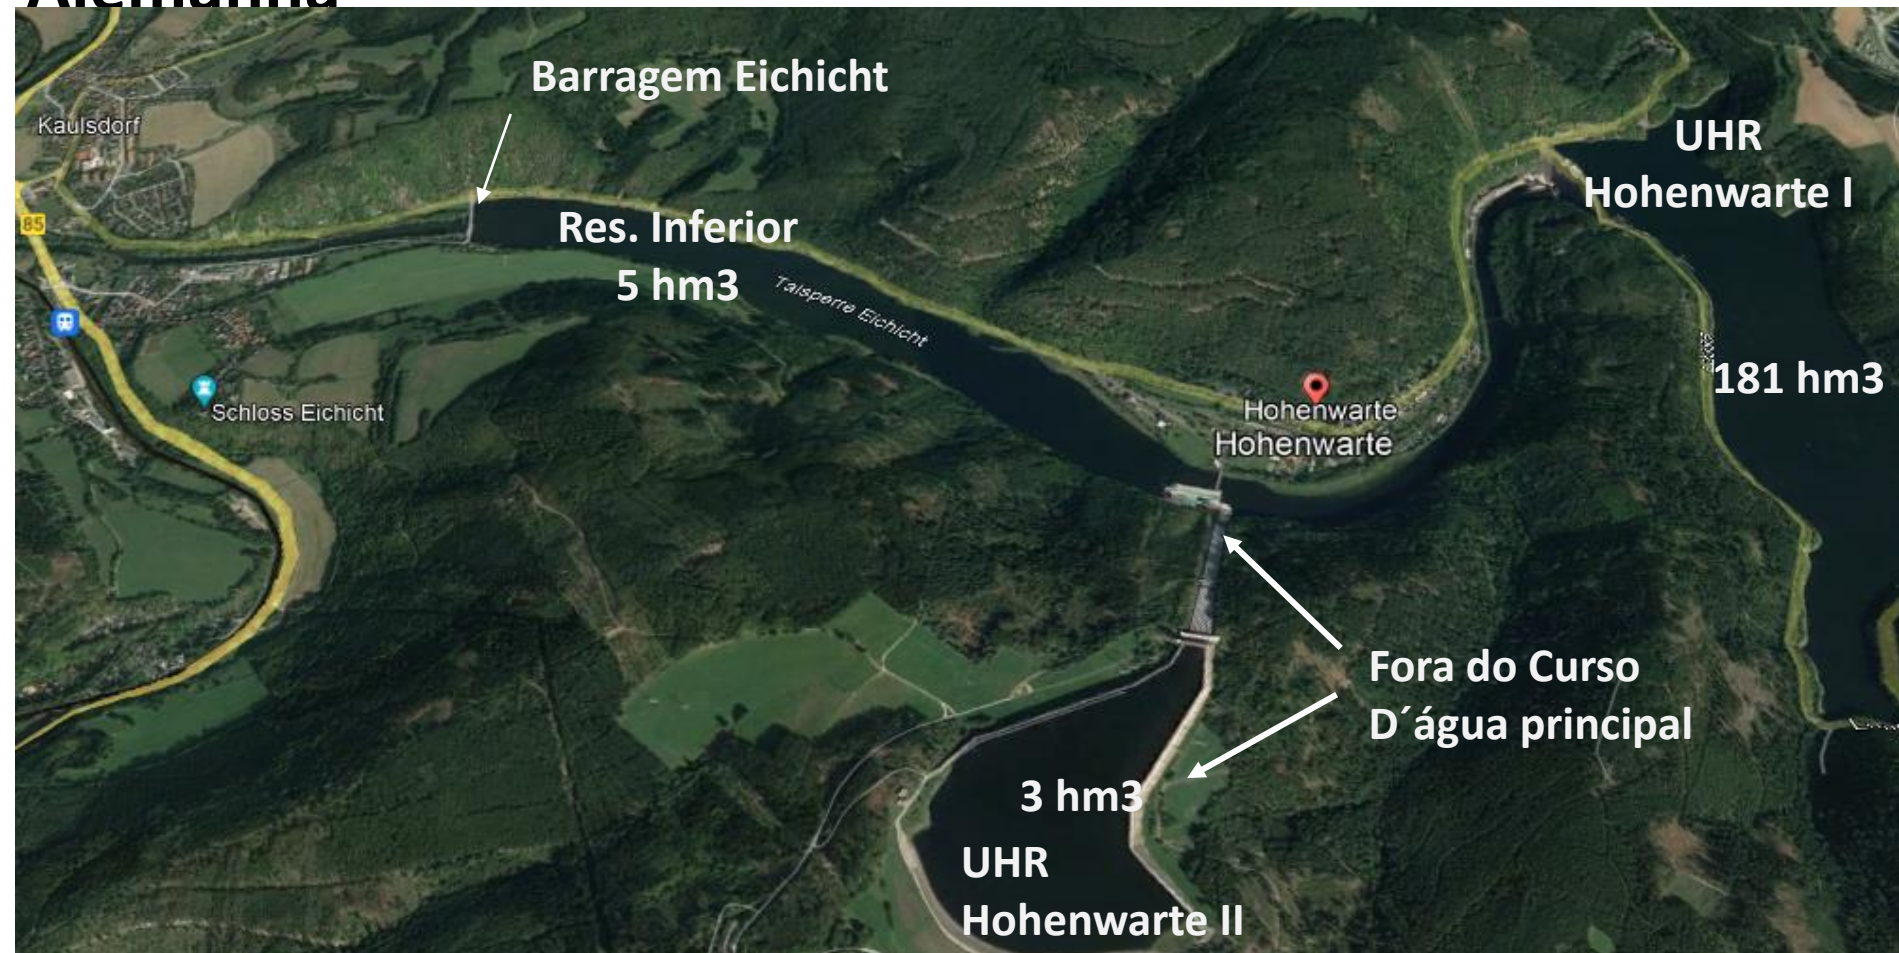 Alemanha
Barragem Eichicht
Kaulsdorf
UHR
Hohenwarte I
85
Res. Inferior
5 hm3
Talsperre Eichicht
181 hm3
Schloss Eichicht
Hohenwarte
Hohenwarte
Fora do Curso
D´água principal
3 hm3
UHR
Hohenwarte II